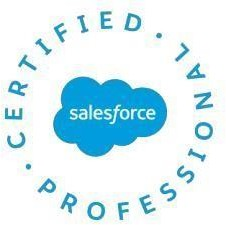 CERTIFIED · PROFESSIONAL ·
salesforce